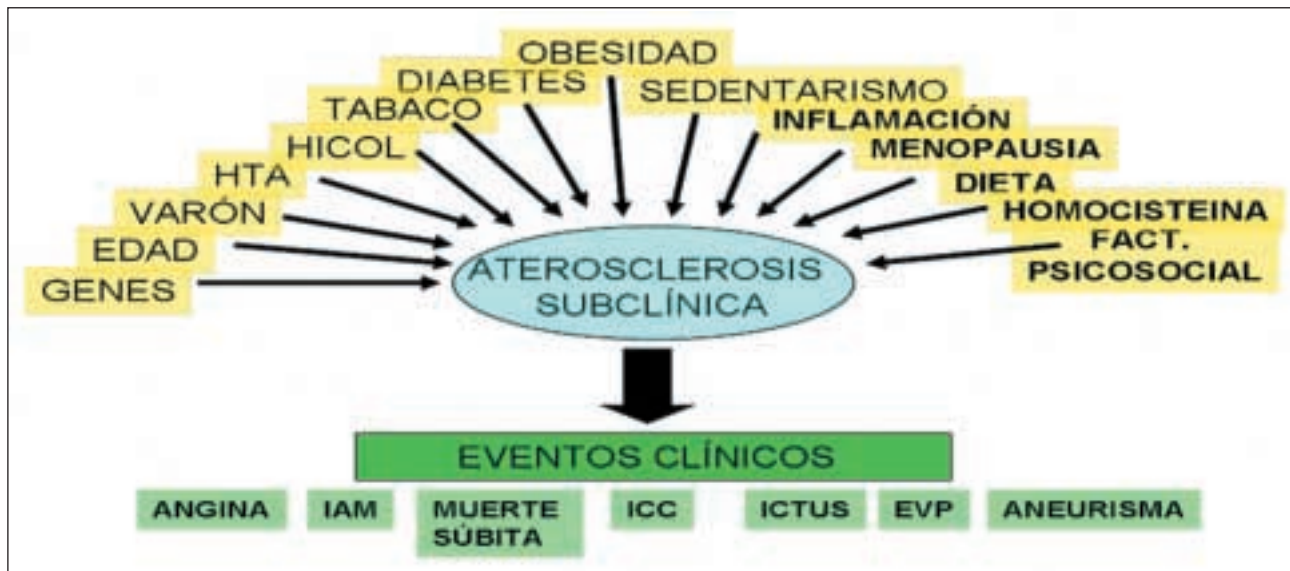 OBESIDAD
DIABETES
SEDENTARISMO
TABACO
INFLAMACIÓN
HICOL
MENOPAUSIA
HTA
DIETA
VARÓN
HOMOCISTEINA
EDAD
FACT.
PSICOSOCIAL
GENES
ATEROSCLEROSIS
SUBCLÍNICA
EVENTOS CLÍNICOS
ANGINA
IAM
MUERTE
SÚBITA
ICC
ICTUS
EVP
ANEURISMA